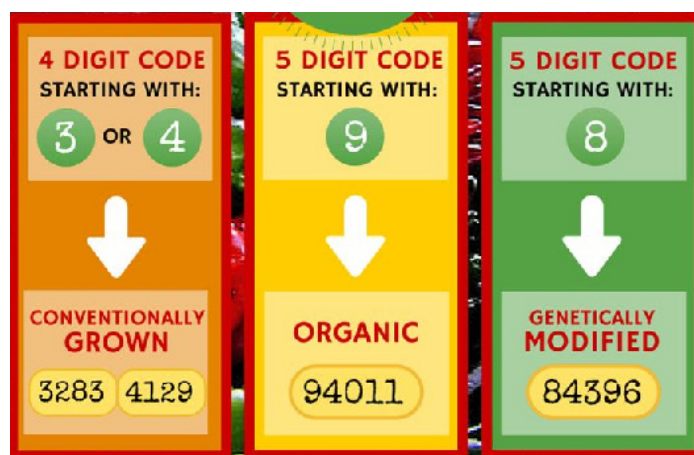 4 DIGIT CODE
STARTING WITH:
3 OR 4
CONVENTIONALLY
GROWN
3283 4129
5 DIGIT CODE
STARTING WITH:
9
ORGANIC
94011
5 DIGIT CODE
STARTING WITH:
8
GENETICALLY
MODIFIED
84396